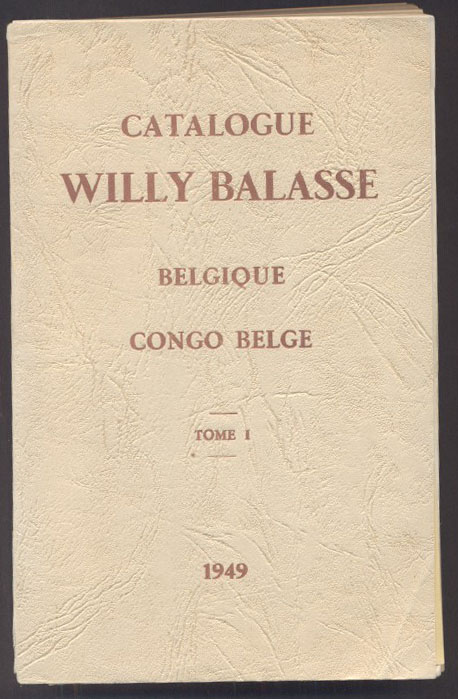 CATALOGUE
WILLY BALASSE
BELGIQUE
CONGO BELGE
TOME I
1949